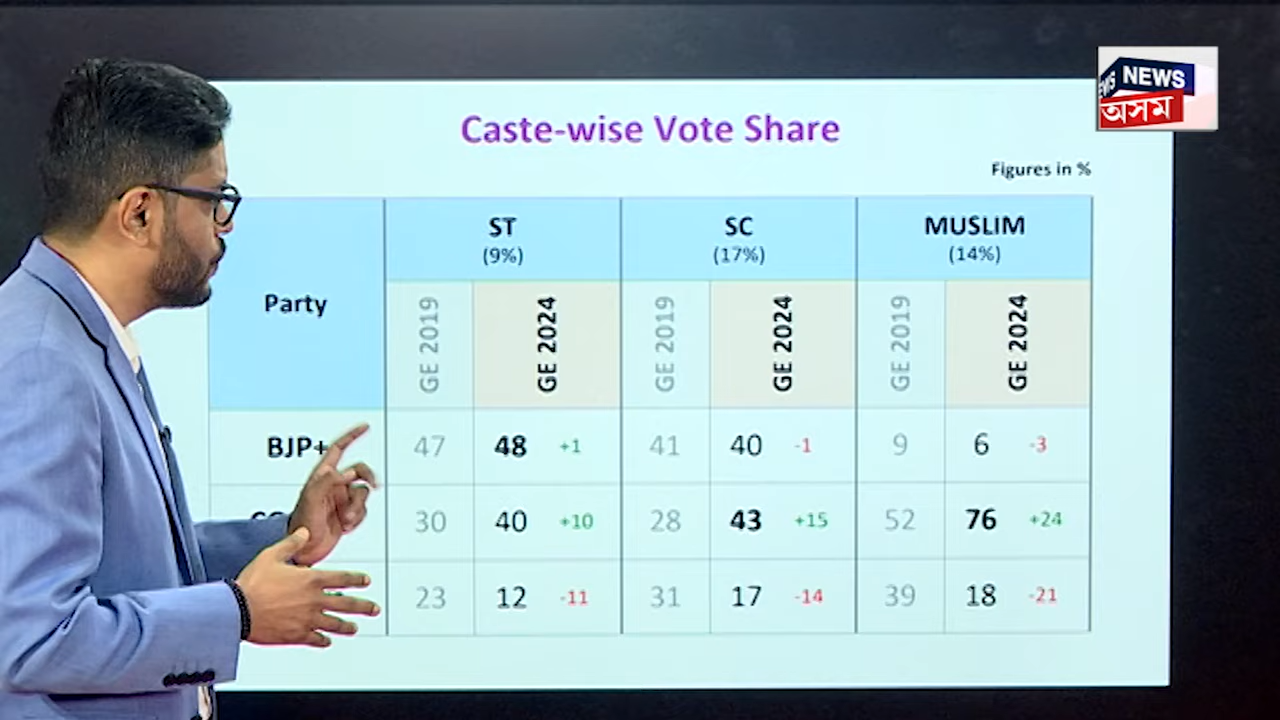 NEWS
অসম
Caste-wise Vote Share
Figures in %
Party
ST
(9%)
SC
(17%)
MUSLIM
(14%)
GE 2019
GE 2024
GE 2019
GE 2024
GE 2019
GE 2024
BJP+ 47 48 +1 41 40 -1 9 6 -3
30 40 +10 28 43 +15 52 76 +24
23 12 -11 31 17 -14 39 18 -21